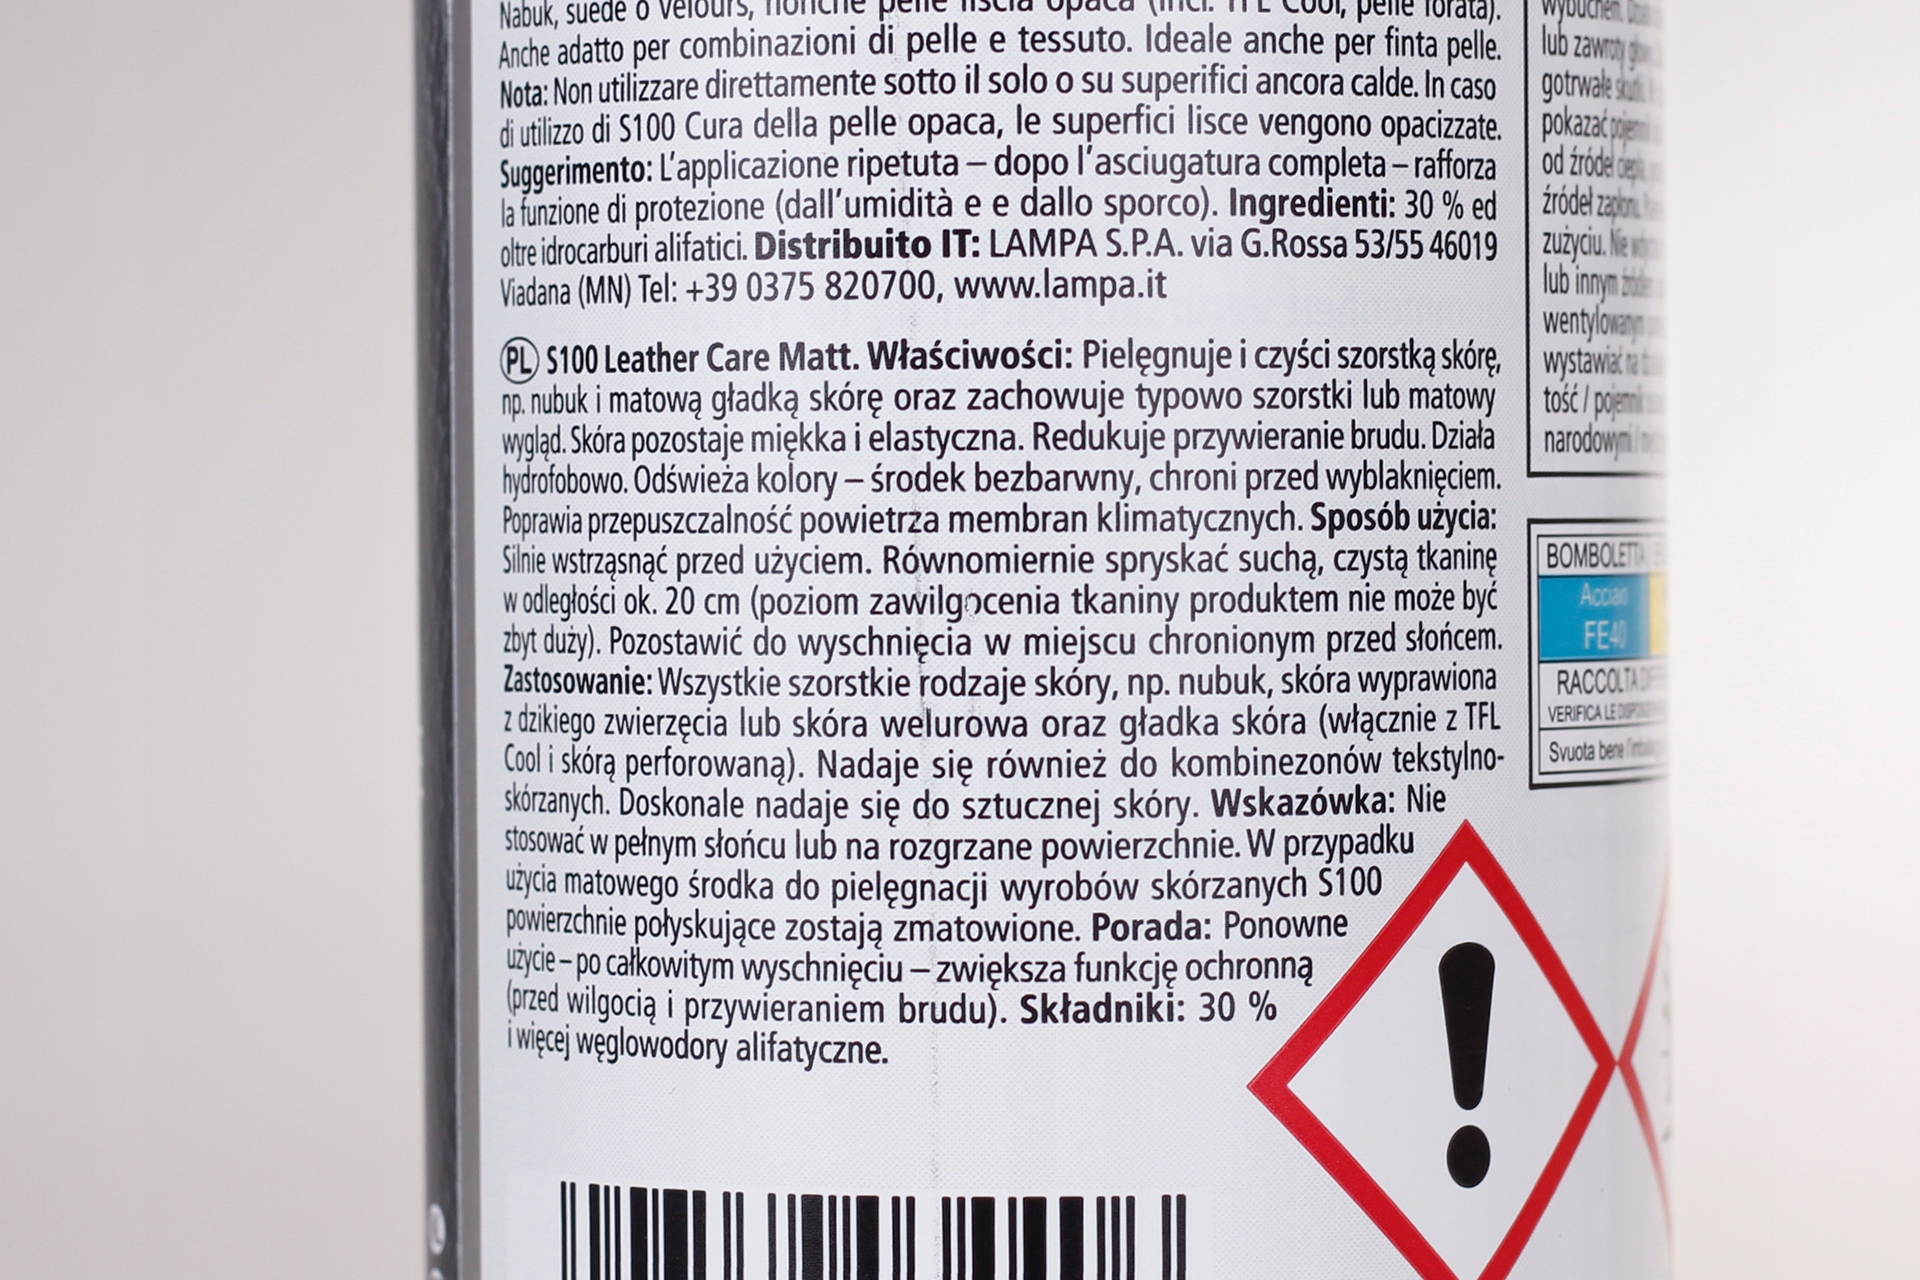 Nabuk, suede o velours, nonché pelle liscia opaca (incl. TFL Cool, pelle forata).
Anche adatto per combinazioni di pelle e tessuto. Ideale anche per finta pelle.
Nota: Non utilizzare direttamente sotto il solo o su superifici ancora calde. In caso
di utilizzo di S100 Cura della pelle opaca, le superfici lisce vengono opacizzate.
Suggerimento: L'applicazione ripetuta – dopo l'asciugatura completa – rafforza
la funzione di protezione (dall'umidità e e dallo sporco). Ingredienti: 30 % ed
oltre idrocarburi alifatici. Distribuito IT: LAMPA S.P.A. via G.Rossa 53/55 46019
Viadana (MN) Tel: +39 0375 820700, www.lampa.it
PL S100 Leather Care Matt. Właściwości: Pielęgnuje i czyści szorstką skórę,
np. nubuk i matową gładką skórę oraz zachowuje typowo szorstki lub matowy
wygląd. Skóra pozostaje miękka i elastyczna. Redukuje przywieranie brudu. Działa
hydrofobowo. Odświeża kolory – środek bezbarwny, chroni przed wyblaknięciem.
Poprawia przepuszczalność powietrza membran klimatycznych. Sposób użycia:
Silnie wstrząsnąć przed użyciem. Równomiernie spryskać suchą, czystą tkaninę
w odległości ok. 20 cm (poziom zawilgocenia tkaniny produktem nie może być
zbyt duży). Pozostawić do wyschnięcia w miejscu chronionym przed słońcem.
Zastosowanie: Wszystkie szorstkie rodzaje skóry, np. nubuk, skóra wyprawiona
z dzikiego zwierzęcia lub skóra welurowa oraz gładka skóra (włącznie z TFL
Cool i skórą perforowaną). Nadaje się również do kombinezonów tekstylno-
skórzanych. Doskonale nadaje się do sztucznej skóry. Wskazówka: Nie
stosować w pełnym słońcu lub na rozgrzane powierzchnie. W przypadku
użycia matowego środka do pielęgnacji wyrobów skórzanych S100
powierzchnie połyskujące zostają zmatowione. Porada: Ponowne
użycie – po całkowitym wyschnięciu – zwiększa funkcję ochronną
(przed wilgocią i przywieraniem brudu). Składniki: 30 %
i więcej węglowodory alifatyczne.
wybuchem.
lub zawroty
gotrwałe
pokazać
od źródeł
źródeł zapłonu.
zużyciu. Nie
lub innym
wentylowanym
wystawiać na
tość / pojemnik
narodowymi /
BOMBOLETTA
Acciaio
FE40
RACCOLTA
VERIFICA LE
Svuota bene